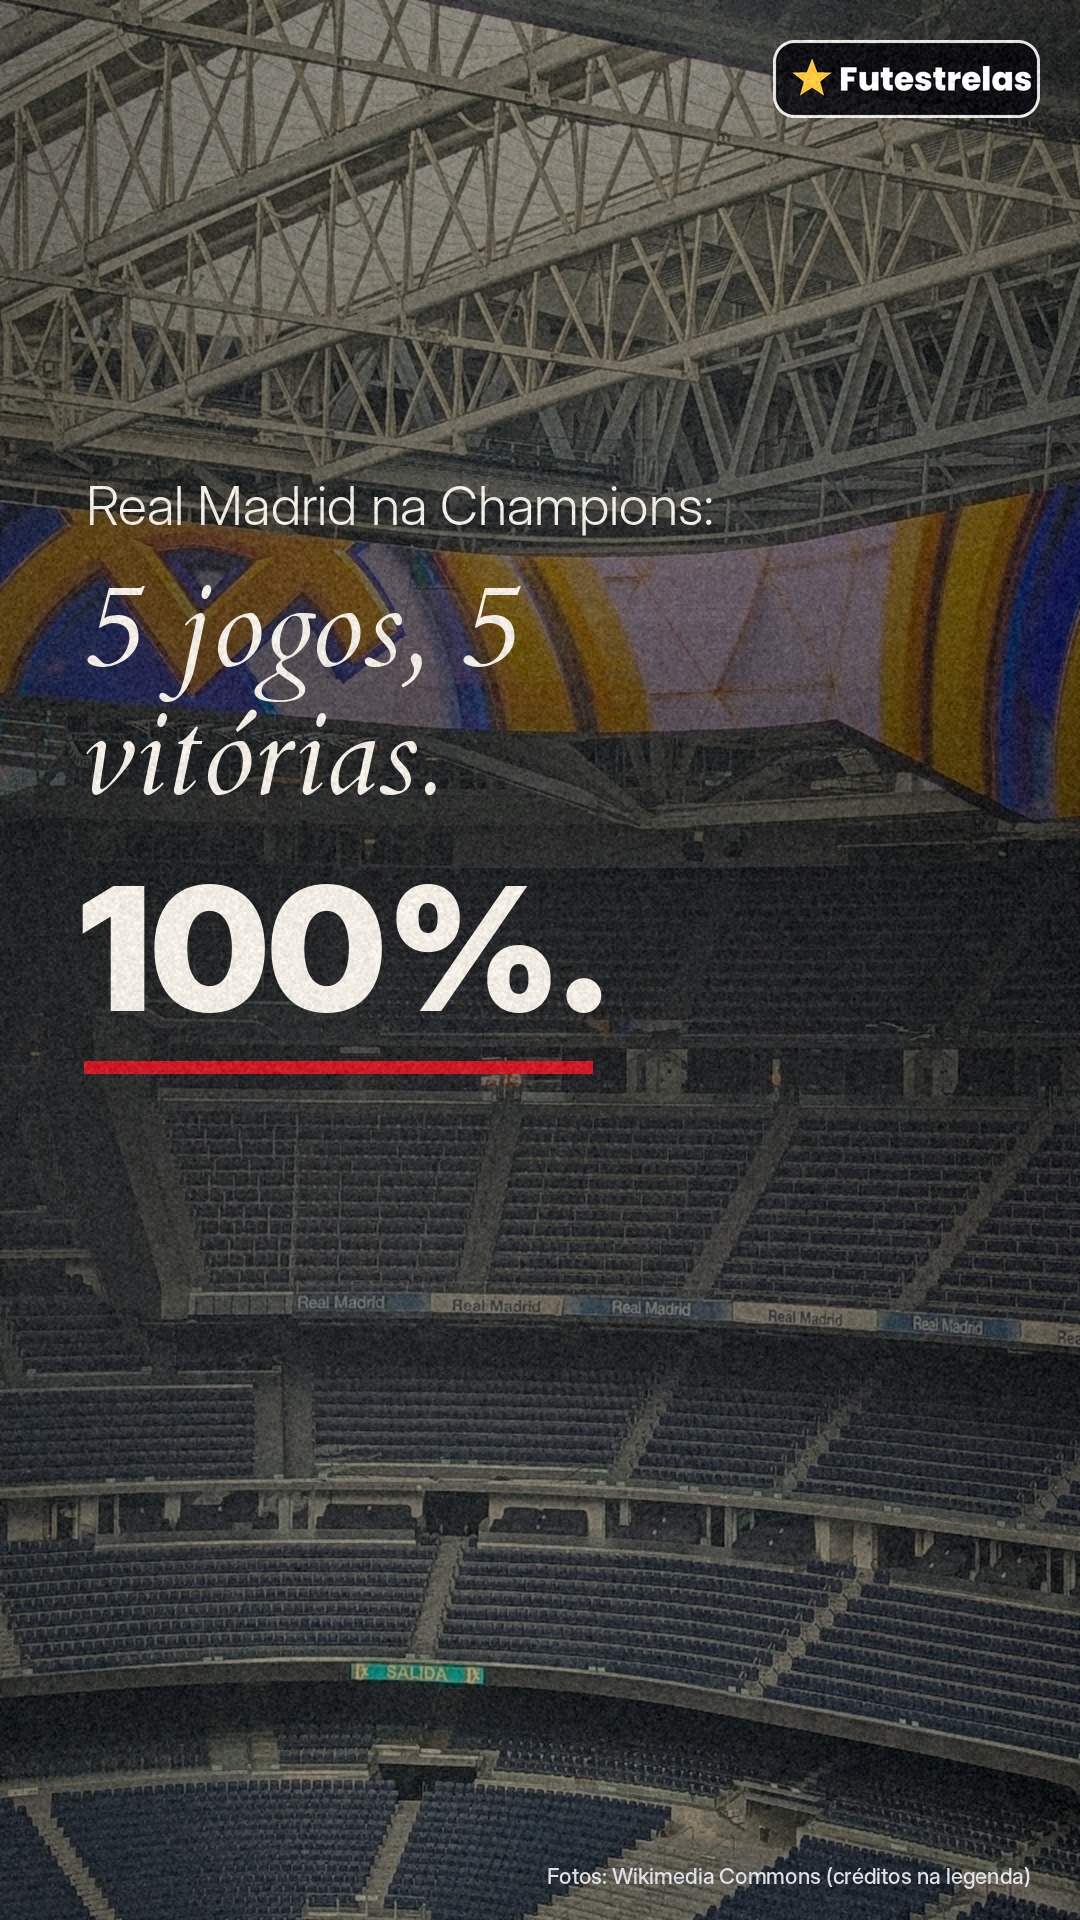 Futestrelas
Real Madrid na Champions:
5 jogos, 5
vitórias.
100%.
Real Madrid Real Madrid Real Madrid Real Madrid Real Madrid
SALIDA
Fotos: Wikimedia Commons (créditos na legenda)